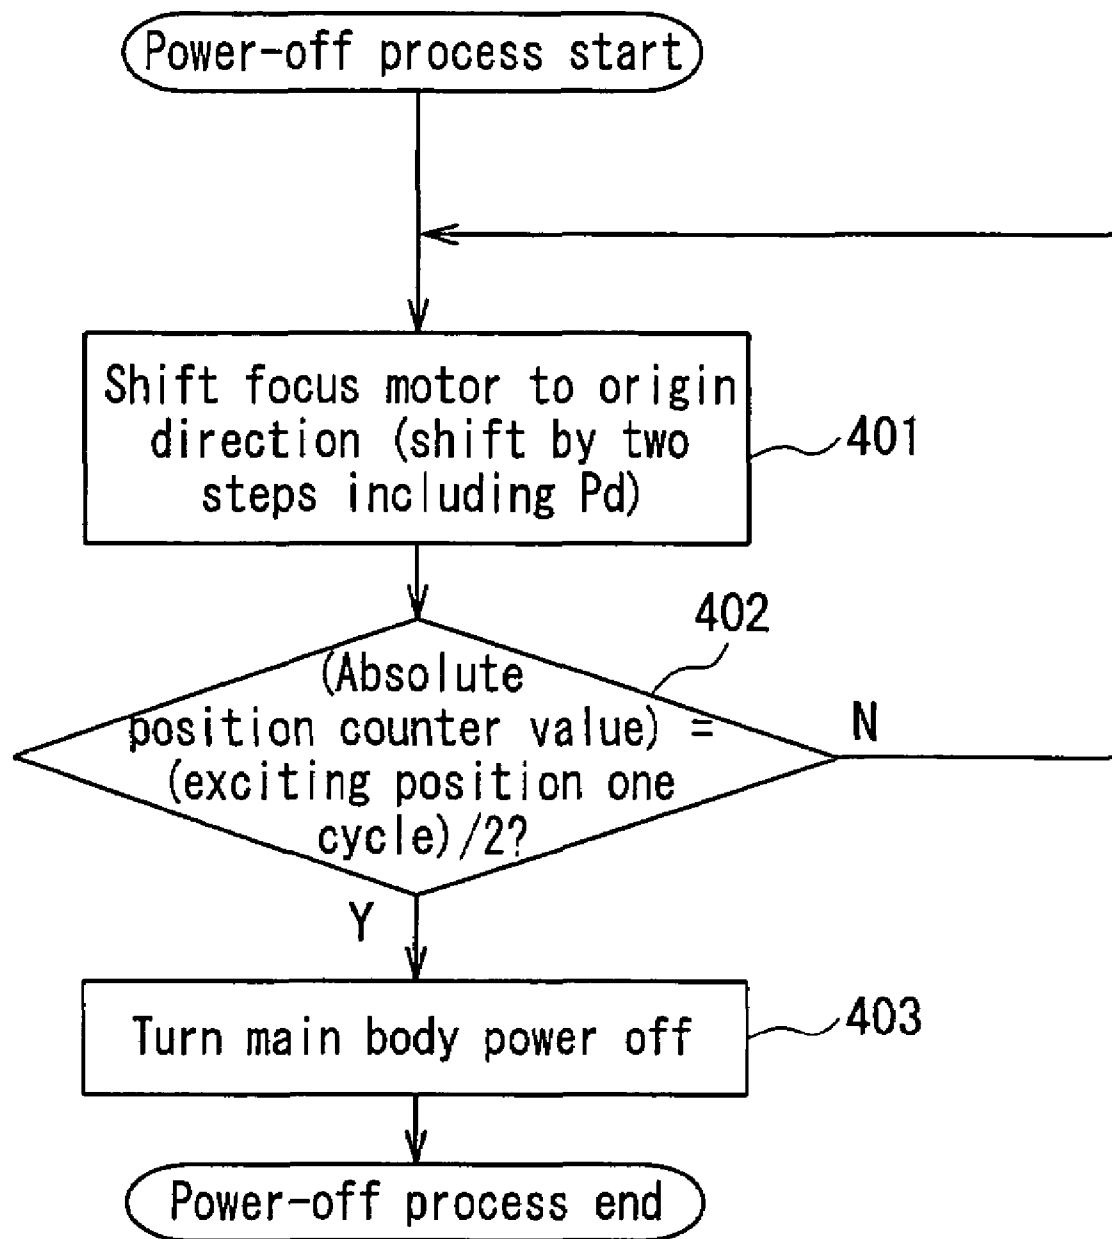 Power-off process start
Shift focus motor to origin
direction (shift by two
steps including Pd)
401
402
(Absolute
position counter value) =
(exciting position one
cycle)/2?
N
Y
Turn main body power off
403
Power-off process end